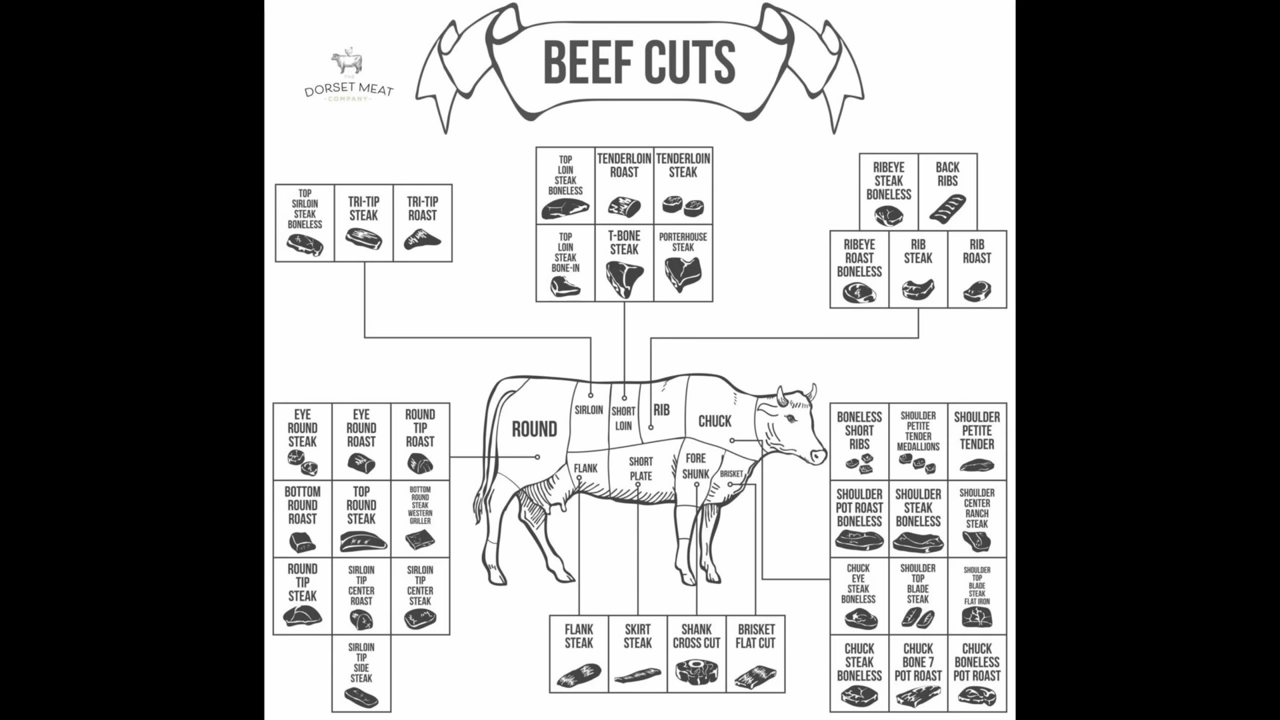 BEEF CUTS
DORSET MEAT
-COMPANY-
TOP
SIRLOIN
STEAK
BONELESS
TRI-TIP
STEAK
TRI-TIP
ROAST
TOP
LOIN
STEAK
BONELESS
TENDERLOIN
ROAST
TENDERLOIN
STEAK
TOP
LOIN
STEAK
BONE-IN
T-BONE
STEAK
PORTERHOUSE
STEAK
RIBEYE
STEAK
BONELESS
BACK
RIBS
RIBEYE
ROAST
BONELESS
RIB
STEAK
RIB
ROAST
ROUND
SIRLOIN
SHORT
LOIN
RIB
CHUCK
FLANK
SHORT
PLATE
FORE
SHUNK
BRISKET
EYE
ROUND
STEAK
EYE
ROUND
ROAST
ROUND
TIP
ROAST
BOTTOM
ROUND
ROAST
TOP
ROUND
STEAK
BOTTOM
ROUND
STEAK
WESTERN
GRILLER
ROUND
TIP
STEAK
SIRLOIN
TIP
CENTER
ROAST
SIRLOIN
TIP
CENTER
STEAK
SIRLOIN
TIP
SIDE
STEAK
FLANK
STEAK
SKIRT
STEAK
SHANK
CROSS CUT
BRISKET
FLAT CUT
BONELESS
SHORT
RIBS
SHOULDER
PETITE
TENDER
MEDALLIONS
SHOULDER
PETITE
TENDER
SHOULDER
POT ROAST
BONELESS
SHOULDER
STEAK
BONELESS
SHOULDER
CENTER
RANCH
STEAK
CHUCK
EYE
STEAK
BONELESS
SHOULDER
TOP
BLADE
STEAK
SHOULDER
TOP
BLADE
STEAK
FLAT IRON
CHUCK
STEAK
BONELESS
CHUCK
BONE 7
POT ROAST
CHUCK
BONELESS
POT ROAST